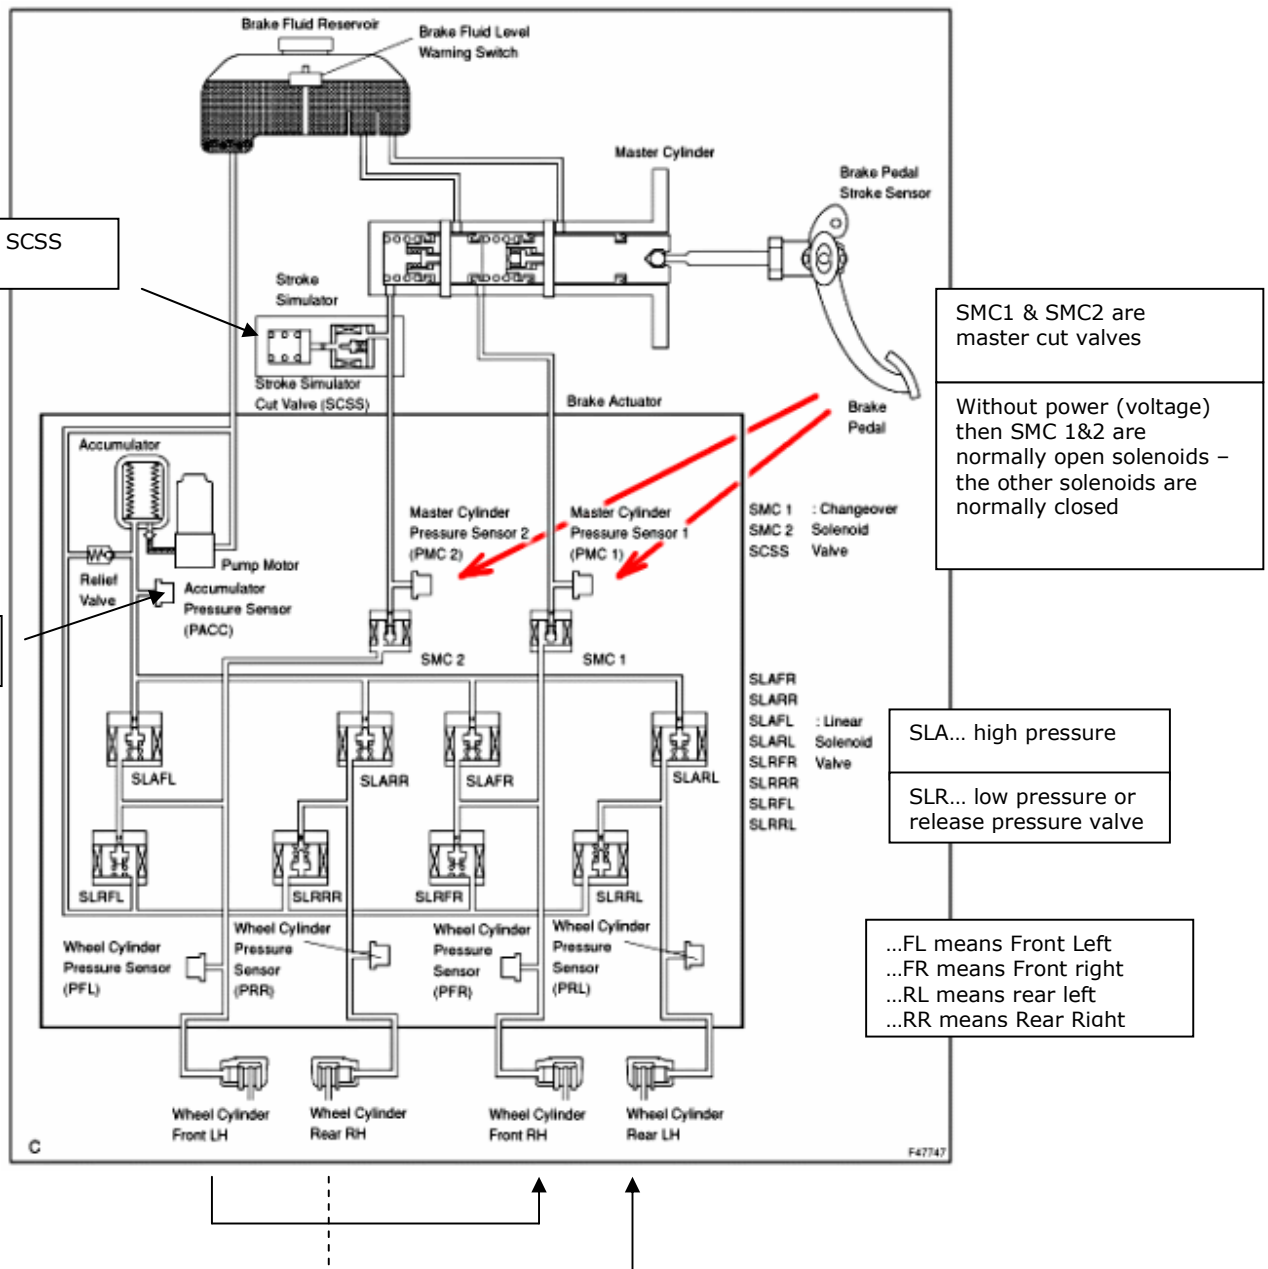 Brake Fluid Reservoir
Brake Fluid Level
Warning Switch
Master Cylinder
Brake Pedal
Stroke Sensor
SCSS
Stroke
Simulator
Stroke Simulator
Cut Valve (SCSS)
SMC1 & SMC2 are
master cut valves
Without power (voltage)
then SMC 1&2 are
normally open solenoids –
the other solenoids are
normally closed
Brake Actuator
Brake
Pedal
Accumulator
Pump Motor
Relief
Valve
Accumulator
Pressure Sensor
(PACC)
Master Cylinder
Pressure Sensor 2
(PMC 2)
Master Cylinder
Pressure Sensor 1
(PMC 1)
SMC 1 : Changeover
SMC 2 Solenoid
SCSS Valve
SMC 2
SMC 1
SLAFR
SLARR
SLAFL : Linear
SLARL Solenoid
SLRFR Valve
SLRRR
SLRFL
SLRRL
SLA... high pressure
SLR... low pressure or
release pressure valve
SLAFL
SLARR
SLAFR
SLARL
SLRFL
SLRRR
SLRFR
SLRRL
Wheel Cylinder
Pressure Sensor
(PFL)
Wheel Cylinder
Pressure
Sensor
(PRR)
Wheel Cylinder
Pressure
Sensor
(PFR)
Wheel Cylinder
Pressure
Sensor
(PRL)
...FL means Front Left
...FR means Front right
...RL means rear left
...RR means Rear Right
Wheel Cylinder
Front LH
Wheel Cylinder
Rear RH
Wheel Cylinder
Front RH
Wheel Cylinder
Rear LH
C
F47747